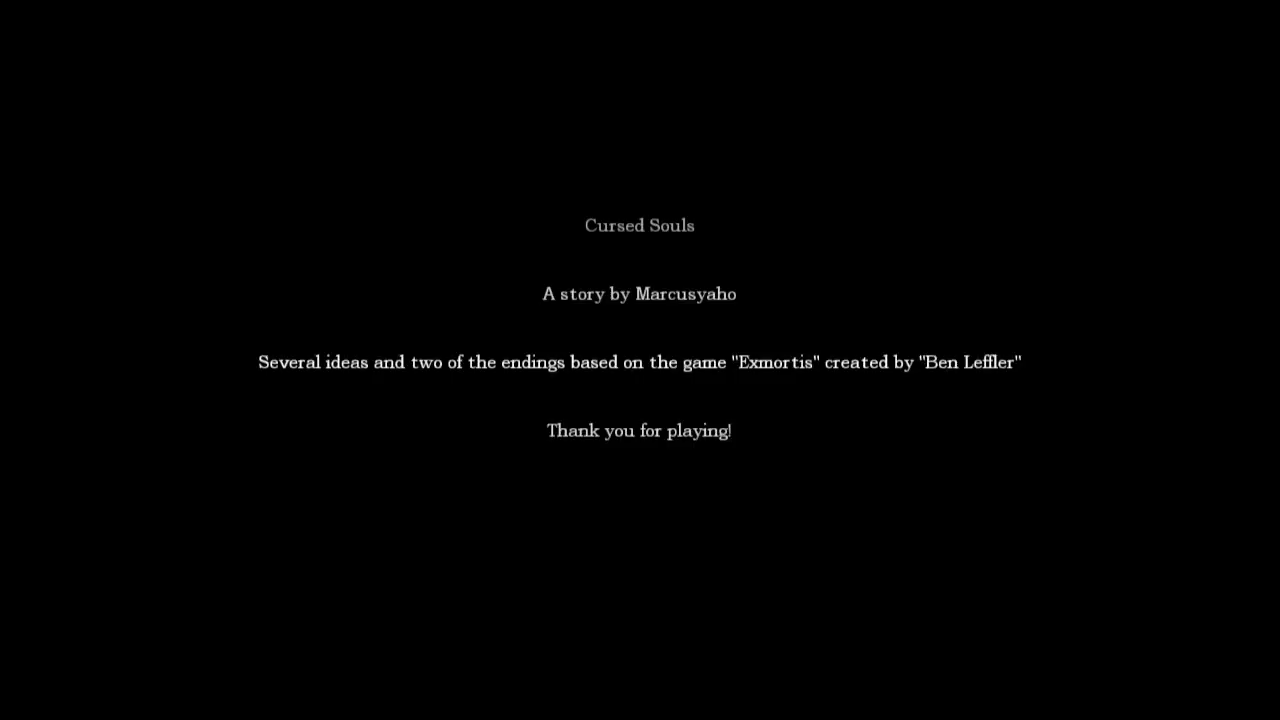 Cursed Souls
A story by Marcusyaho
Several ideas and two of the endings based on the game "Exmortis" created by "Ben Leffler"
Thank you for playing!